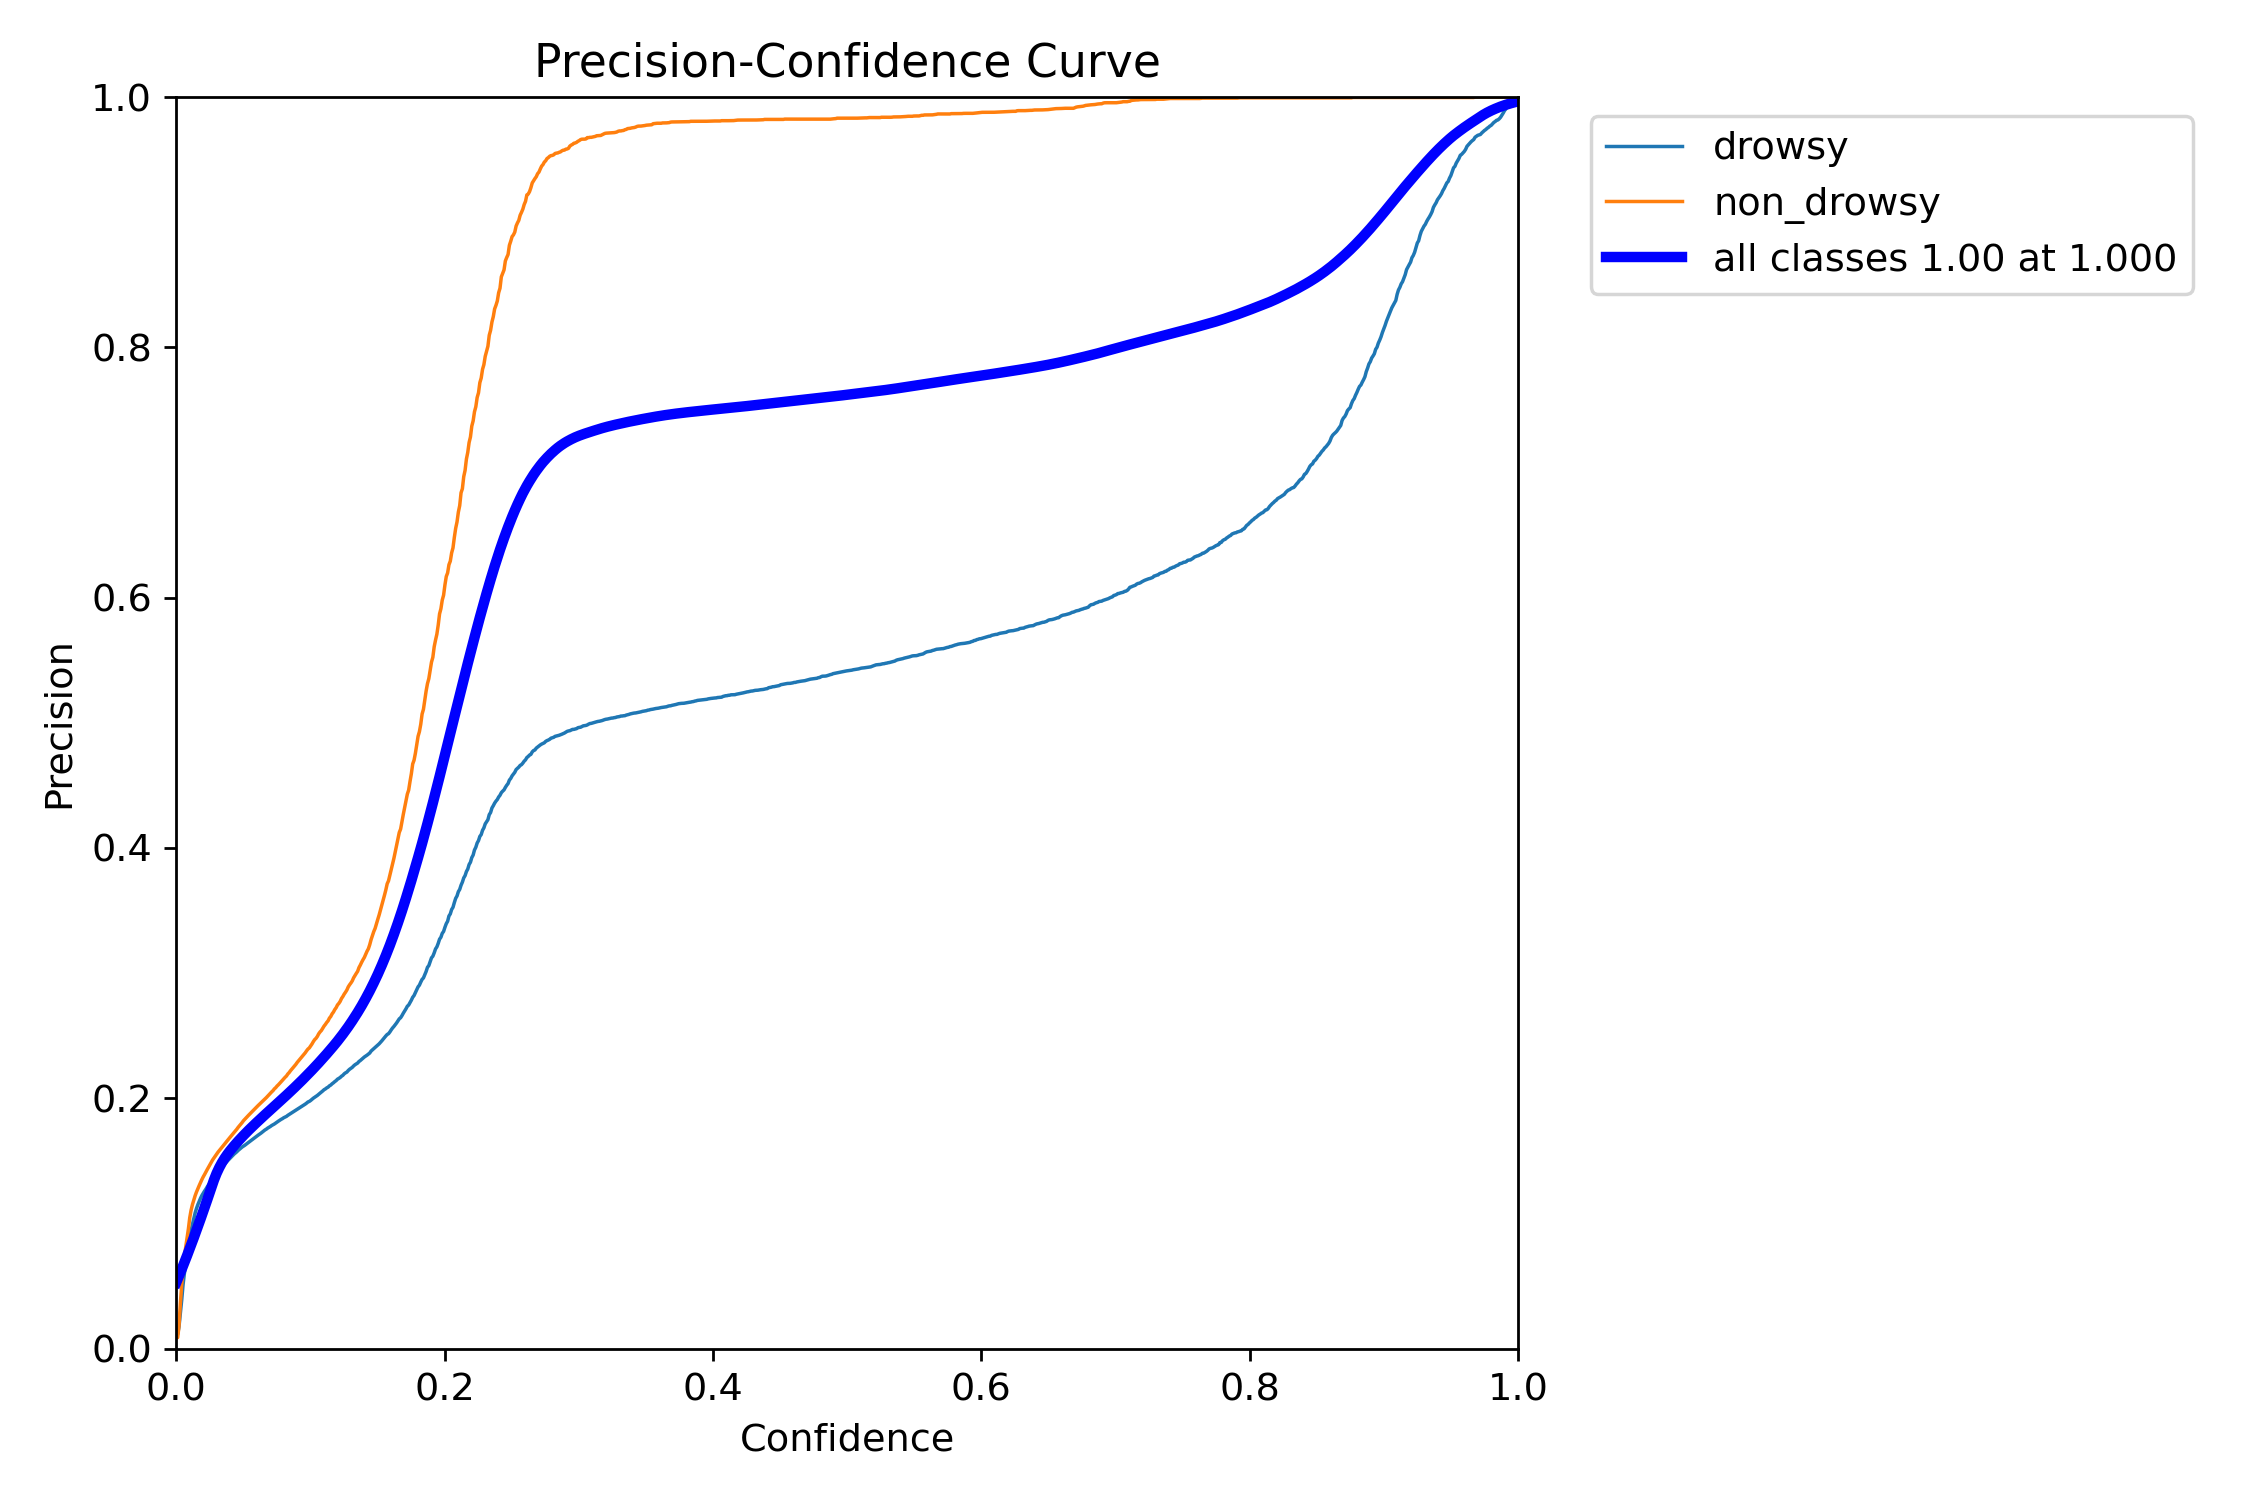 Precision-Confidence Curve
1.0
0.8
0.6
0.4
0.2
0.0
Precision
0.0 0.2 0.4 0.6 0.8 1.0
Confidence
drowsy
non_drowsy
all classes 1.00 at 1.000